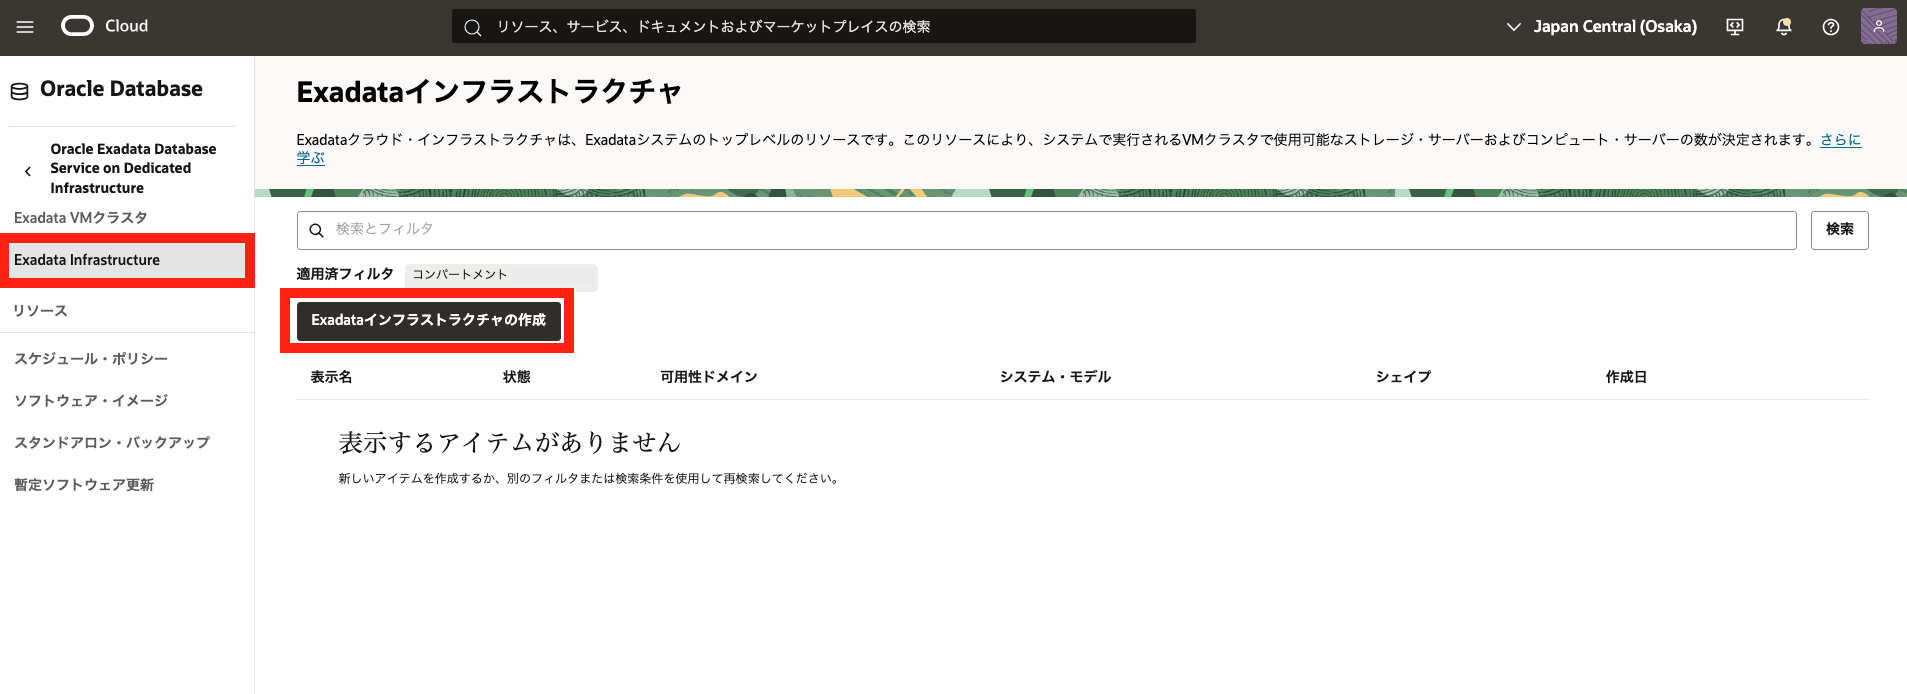 Cloud
リソース、サービス、ドキュメントおよびマーケットプレイスの検索
Japan Central (Osaka)
Oracle Database
Oracle Exadata Database
Service on Dedicated
Infrastructure
Exadata VMクラスタ
Exadata Infrastructure
リソース
スケジュール・ポリシー
ソフトウェア・イメージ
スタンドアロン・バックアップ
暫定ソフトウェア更新
Exadataインフラストラクチャ
Exadataクラウド・インフラストラクチャは、Exadataシステムのトップレベルのリソースです。このリソースにより、システムで実行されるVMクラスタで使用可能なストレージ・サーバーおよびコンピュート・サーバーの数が決定されます。さらに
学ぶ
検索とフィルタ
検索
適用済フィルタ コンパートメント
Exadataインフラストラクチャの作成
表示名 状態 可用性ドメイン システム・モデル シェイプ 作成日
表示するアイテムがありません
新しいアイテムを作成するか、別のフィルタまたは検索条件を使用して再検索してください。